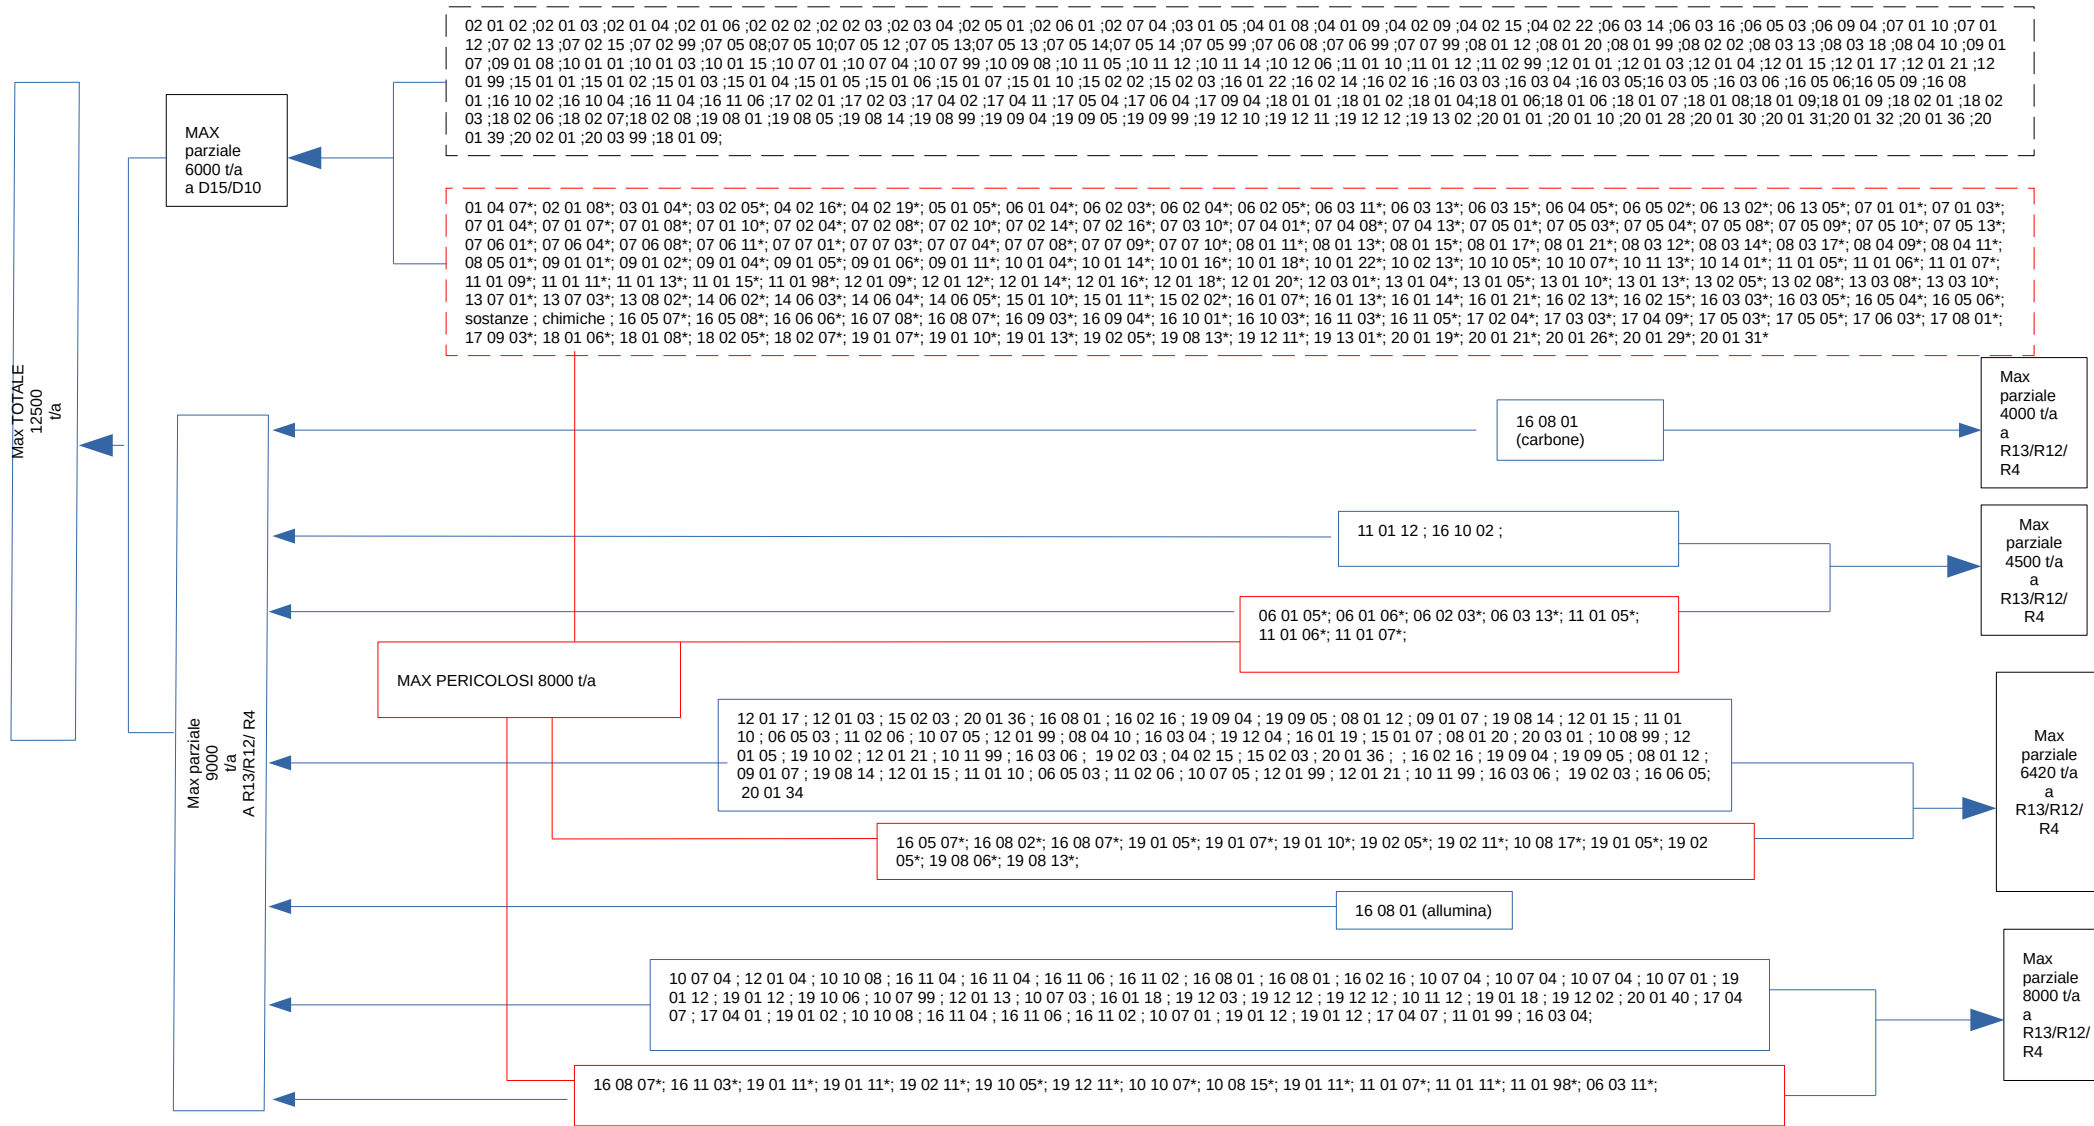 02 01 02 ;02 01 03 ;02 01 04 ;02 01 06 ;02 02 02 ;02 02 03 ;02 03 04 ;02 05 01 ;02 06 01 ;02 07 04 ;03 01 05 ;04 01 08 ;04 01 09 ;04 02 09 ;04 02 15 ;04 02 22 ;06 03 14 ;06 03 16 ;06 05 03 ;06 09 04 ;07 01 10 ;07 01
12 ;07 02 13 ;07 02 15 ;07 02 99 ;07 05 08;07 05 10;07 05 12 ;07 05 13;07 05 13 ;07 05 14;07 05 14 ;07 05 99 ;07 06 08 ;07 06 99 ;07 07 99 ;08 01 12 ;08 01 20 ;08 01 99 ;08 02 02 ;08 03 13 ;08 03 18 ;08 04 10 ;09 01
07 ;09 01 08 ;10 01 01 ;10 01 03 ;10 01 15 ;10 07 01 ;10 07 04 ;10 07 99 ;10 09 08 ;10 11 05 ;10 11 12 ;10 11 14 ;10 12 06 ;11 01 10 ;11 01 12 ;11 02 99 ;12 01 01 ;12 01 03 ;12 01 04 ;12 01 15 ;12 01 17 ;12 01 21 ;12
01 99 ;15 01 01 ;15 01 02 ;15 01 03 ;15 01 04 ;15 01 05 ;15 01 06 ;15 01 07 ;15 01 10 ;15 02 02 ;15 02 03 ;16 01 22 ;16 02 14 ;16 02 16 ;16 03 03 ;16 03 04 ;16 03 05;16 03 05 ;16 03 06 ;16 05 06;16 05 09 ;16 08
01 ;16 10 02 ;16 10 04 ;16 11 04 ;16 11 06 ;17 02 01 ;17 02 03 ;17 04 02 ;17 04 11 ;17 05 04 ;17 06 04 ;17 09 04 ;18 01 01 ;18 01 02 ;18 01 04;18 01 06;18 01 06 ;18 01 07 ;18 01 08;18 01 09;18 01 09 ;18 02 01 ;18 02
03 ;18 02 06 ;18 02 07;18 02 08 ;19 08 01 ;19 08 05 ;19 08 14 ;19 08 99 ;19 09 04 ;19 09 05 ;19 09 99 ;19 12 10 ;19 12 11 ;19 12 12 ;19 13 02 ;20 01 01 ;20 01 10 ;20 01 28 ;20 01 30 ;20 01 31;20 01 32 ;20 01 36 ;20
01 39 ;20 02 01 ;20 03 99 ;18 01 09;
MAX
parziale
6000 t/a
a D15/D10
01 04 07*; 02 01 08*; 03 01 04*; 03 02 05*; 04 02 16*; 04 02 19*; 05 01 05*; 06 01 04*; 06 02 03*; 06 02 04*; 06 02 05*; 06 03 11*; 06 03 13*; 06 03 15*; 06 04 05*; 06 05 02*; 06 13 02*; 06 13 05*; 07 01 01*; 07 01 03*;
07 01 04*; 07 01 07*; 07 01 08*; 07 01 10*; 07 02 04*; 07 02 08*; 07 02 10*; 07 02 14*; 07 02 16*; 07 03 10*; 07 04 01*; 07 04 08*; 07 04 13*; 07 05 01*; 07 05 03*; 07 05 04*; 07 05 08*; 07 05 09*; 07 05 10*; 07 05 13*;
07 06 01*; 07 06 04*; 07 06 08*; 07 06 11*; 07 07 01*; 07 07 03*; 07 07 04*; 07 07 08*; 07 07 09*; 07 07 10*; 08 01 11*; 08 01 13*; 08 01 15*; 08 01 17*; 08 01 21*; 08 03 12*; 08 03 14*; 08 03 17*; 08 04 09*; 08 04 11*;
08 05 01*; 09 01 01*; 09 01 02*; 09 01 04*; 09 01 05*; 09 01 06*; 09 01 11*; 10 01 04*; 10 01 14*; 10 01 16*; 10 01 18*; 10 01 22*; 10 02 13*; 10 10 05*; 10 10 07*; 10 11 13*; 10 14 01*; 11 01 05*; 11 01 06*; 11 01 07*;
11 01 09*; 11 01 11*; 11 01 13*; 11 01 15*; 11 01 98*; 12 01 09*; 12 01 12*; 12 01 14*; 12 01 16*; 12 01 18*; 12 01 20*; 12 03 01*; 13 01 04*; 13 01 05*; 13 01 10*; 13 01 13*; 13 02 05*; 13 02 08*; 13 03 08*; 13 03 10*;
13 07 01*; 13 07 03*; 13 08 02*; 14 06 02*; 14 06 03*; 14 06 04*; 14 06 05*; 15 01 10*; 15 01 11*; 15 02 02*; 16 01 07*; 16 01 13*; 16 01 14*; 16 01 21*; 16 02 13*; 16 02 15*; 16 03 03*; 16 03 05*; 16 05 04*; 16 05 06*;
sostanze ; chimiche ; 16 05 07*; 16 05 08*; 16 06 06*; 16 07 08*; 16 08 07*; 16 09 03*; 16 09 04*; 16 10 01*; 16 10 03*; 16 11 03*; 16 11 05*; 17 02 04*; 17 03 03*; 17 04 09*; 17 05 03*; 17 05 05*; 17 06 03*; 17 08 01*;
17 09 03*; 18 01 06*; 18 01 08*; 18 02 05*; 18 02 07*; 19 01 07*; 19 01 10*; 19 01 13*; 19 02 05*; 19 08 13*; 19 12 11*; 19 13 01*; 20 01 19*; 20 01 21*; 20 01 26*; 20 01 29*; 20 01 31*
Max TOTALE
12500
t/a
16 08 01
(carbone)
Max
parziale
4000 t/a
a
R13/R12/
R4
11 01 12 ; 16 10 02 ;
Max
parziale
4500 t/a
a
R13/R12/
R4
06 01 05*; 06 01 06*; 06 02 03*; 06 03 13*; 11 01 05*;
11 01 06*; 11 01 07*;
MAX PERICOLOSI 8000 t/a
Max parziale
9000
t/a
A R13/R12/ R4
12 01 17 ; 12 01 03 ; 15 02 03 ; 20 01 36 ; 16 08 01 ; 16 02 16 ; 19 09 04 ; 19 09 05 ; 08 01 12 ; 09 01 07 ; 19 08 14 ; 12 01 15 ; 11 01
10 ; 06 05 03 ; 11 02 06 ; 10 07 05 ; 12 01 99 ; 08 04 10 ; 16 03 04 ; 19 12 04 ; 16 01 19 ; 15 01 07 ; 08 01 20 ; 20 03 01 ; 10 08 99 ; 12
01 05 ; 19 10 02 ; 12 01 21 ; 10 11 99 ; 16 03 06 ; 19 02 03 ; 04 02 15 ; 15 02 03 ; 20 01 36 ; ; 16 02 16 ; 19 09 04 ; 19 09 05 ; 08 01 12 ;
09 01 07 ; 19 08 14 ; 12 01 15 ; 11 01 10 ; 06 05 03 ; 11 02 06 ; 10 07 05 ; 12 01 99 ; 12 01 21 ; 10 11 99 ; 16 03 06 ; 19 02 03 ; 16 06 05;
20 01 34
Max
parziale
6420 t/a
a
R13/R12/
R4
16 05 07*; 16 08 02*; 16 08 07*; 19 01 05*; 19 01 07*; 19 01 10*; 19 02 05*; 19 02 11*; 10 08 17*; 19 01 05*; 19 02
05*; 19 08 06*; 19 08 13*;
16 08 01 (allumina)
10 07 04 ; 12 01 04 ; 10 10 08 ; 16 11 04 ; 16 11 04 ; 16 11 06 ; 16 11 02 ; 16 08 01 ; 16 08 01 ; 16 02 16 ; 10 07 04 ; 10 07 04 ; 10 07 04 ; 10 07 01 ; 19
01 12 ; 19 01 12 ; 19 10 06 ; 10 07 99 ; 12 01 13 ; 10 07 03 ; 16 01 18 ; 19 12 03 ; 19 12 12 ; 19 12 12 ; 10 11 12 ; 19 01 18 ; 19 12 02 ; 20 01 40 ; 17 04
07 ; 17 04 01 ; 19 01 02 ; 10 10 08 ; 16 11 04 ; 16 11 06 ; 16 11 02 ; 10 07 01 ; 19 01 12 ; 19 01 12 ; 17 04 07 ; 11 01 99 ; 16 03 04;
Max
parziale
8000 t/a
a
R13/R12/
R4
16 08 07*; 16 11 03*; 19 01 11*; 19 01 11*; 19 02 11*; 19 10 05*; 19 12 11*; 10 10 07*; 10 08 15*; 19 01 11*; 11 01 07*; 11 01 11*; 11 01 98*; 06 03 11*;